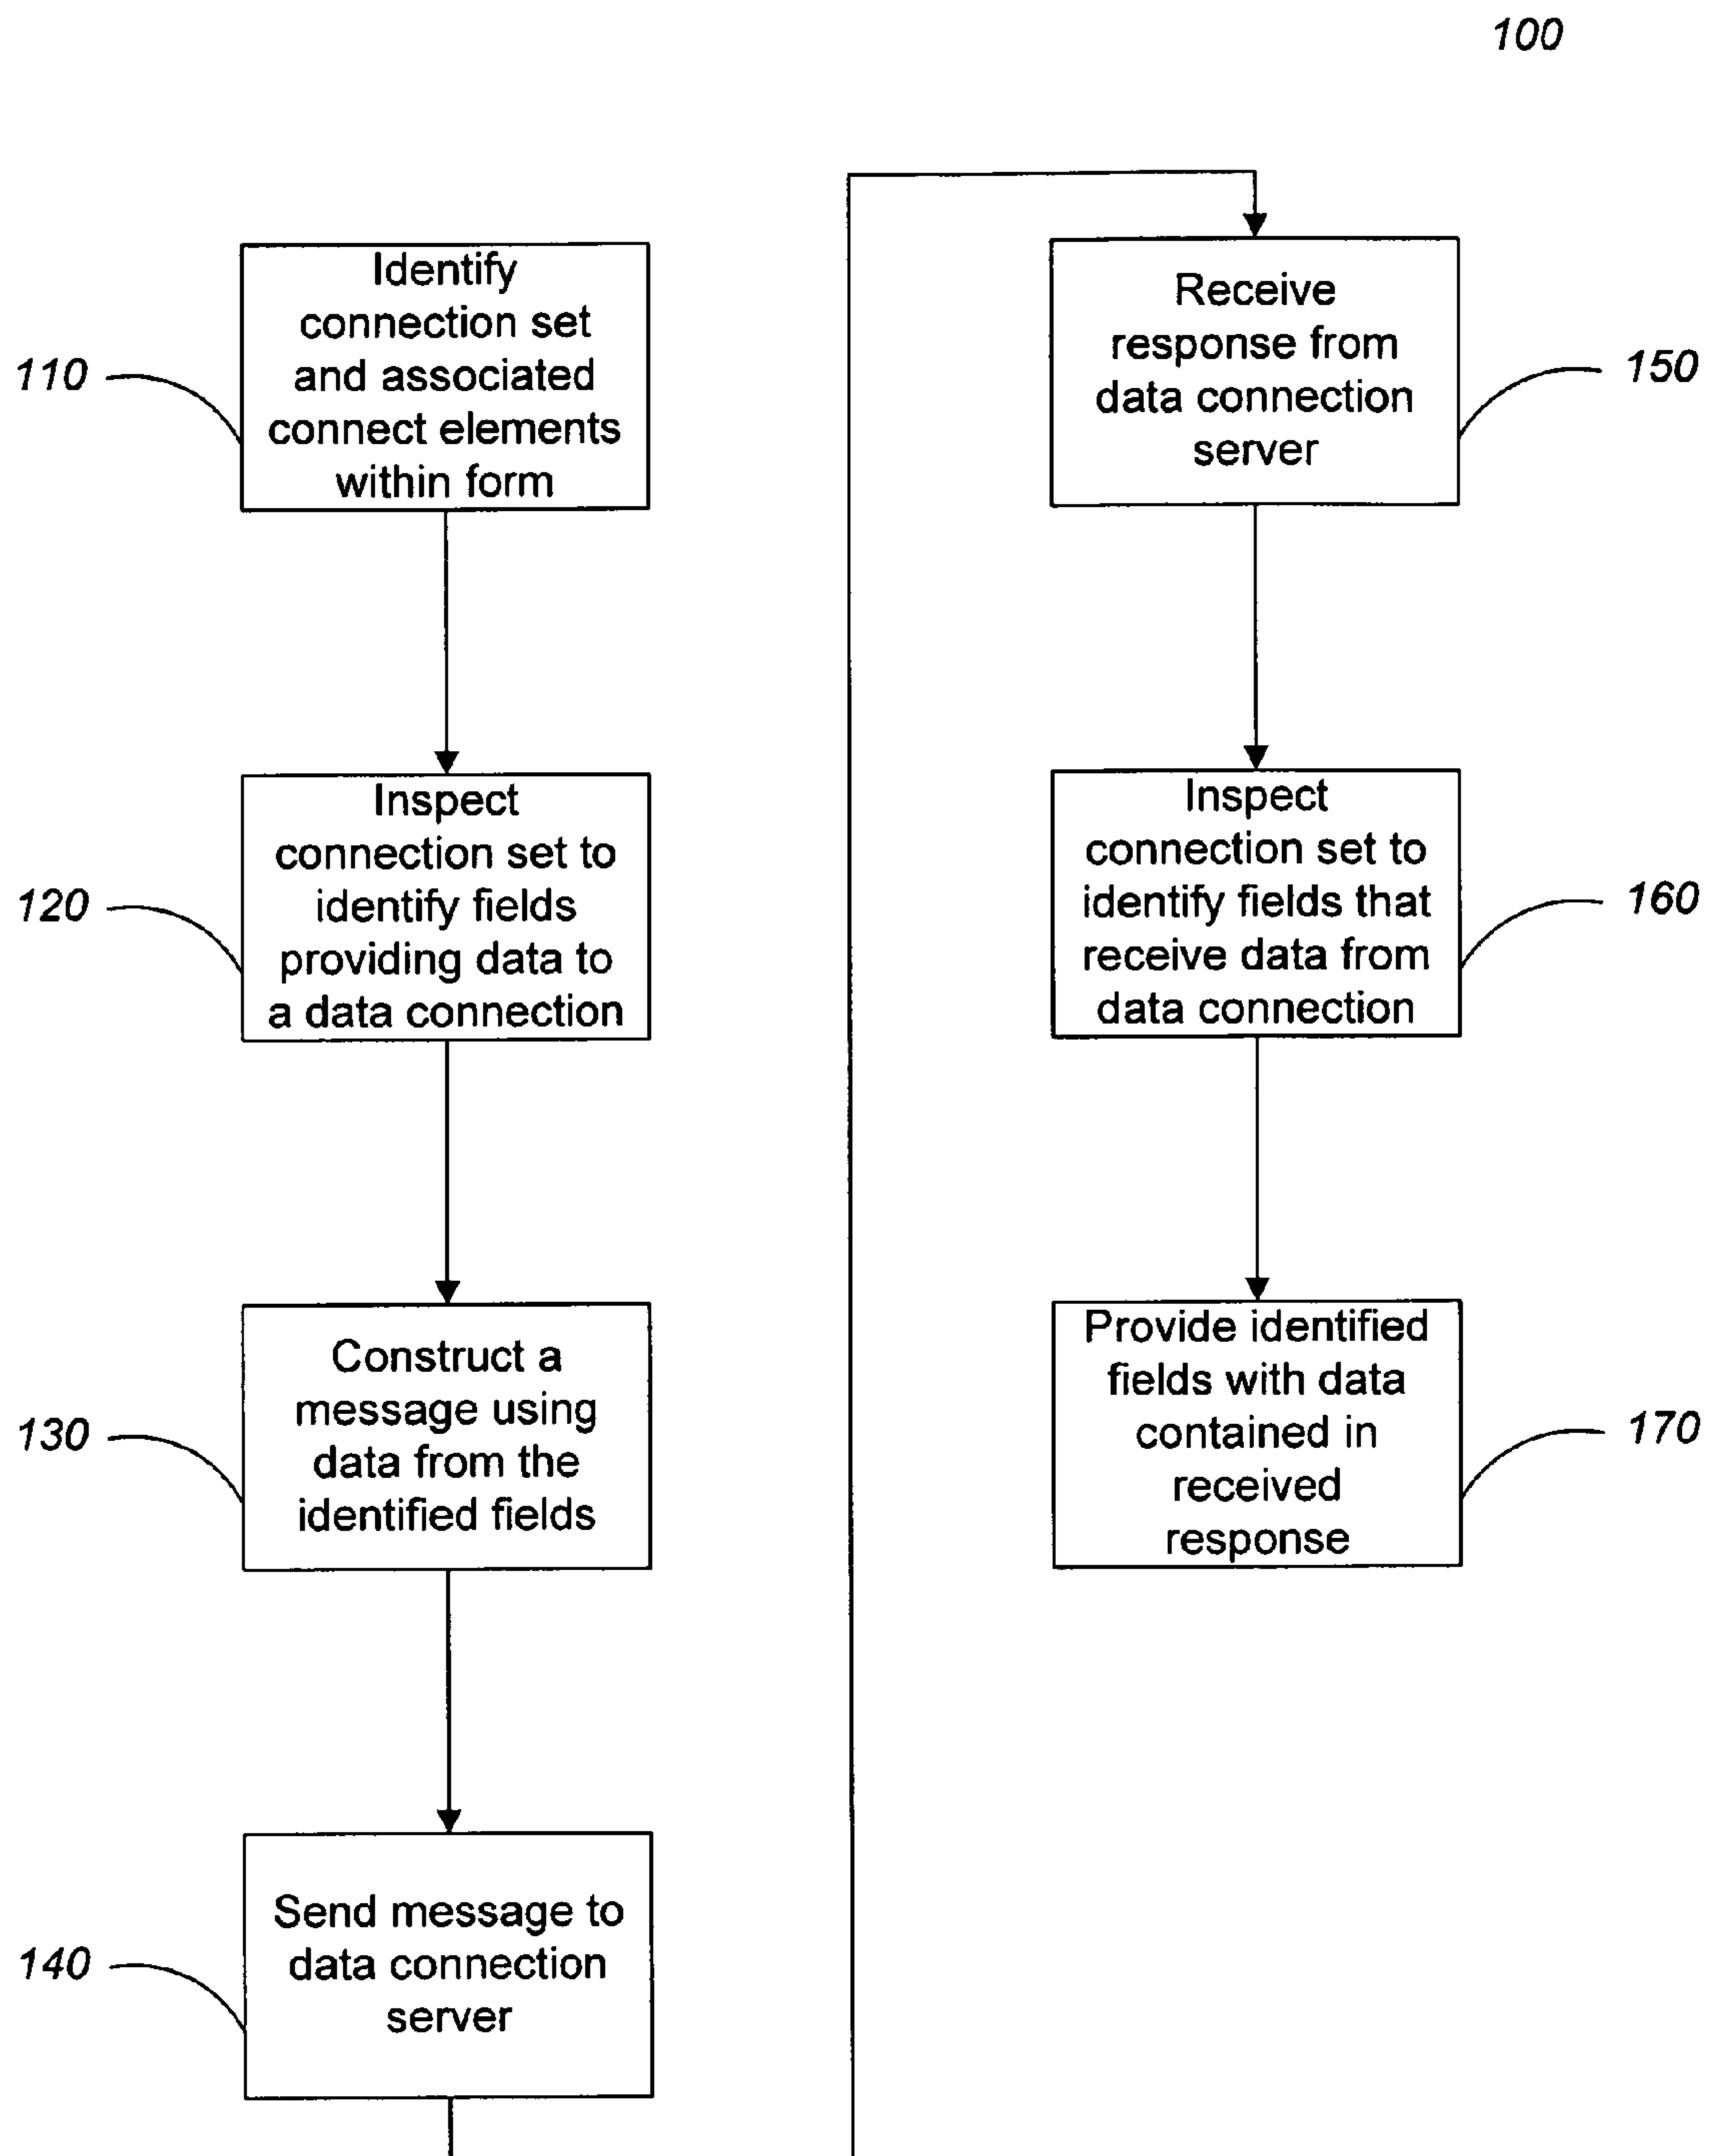 100
110
Identify
connection set
and associated
connect elements
within form
120
Inspect
connection set to
identify fields
providing data to
a data connection
130
Construct a
message using
data from the
identified fields
140
Send message to
data connection
server
Receive
response from
data connection
server
150
Inspect
connection set to
identify fields that
receive data from
data connection
160
Provide identified
fields with data
contained in
received
response
170